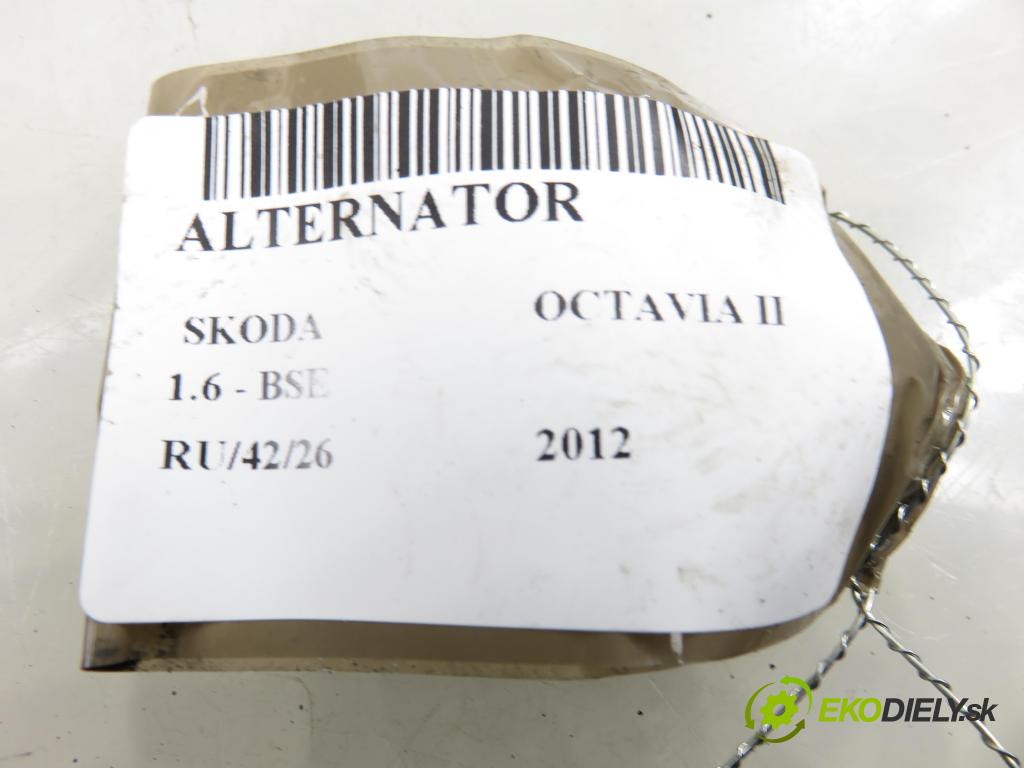 ALTERNATOR
SKODA OCTAVIA II
1.6 - BSE
RU/42/26 2012
EKODIELY.sk